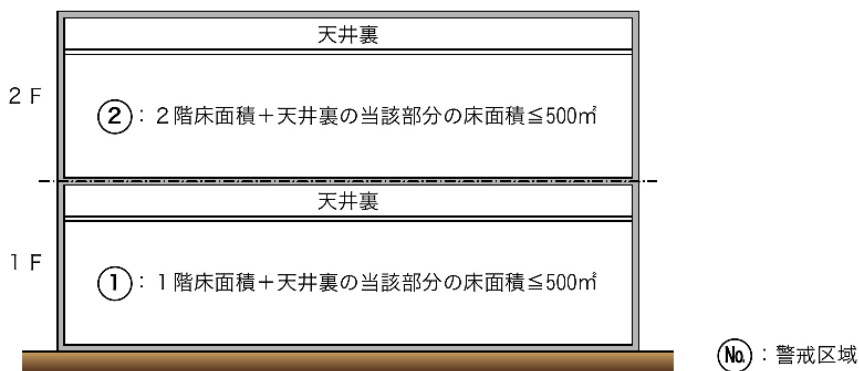 天井裏
2F
②：2階床面積＋天井裏の当該部分の床面積≦500㎡
天井裏
1F
①：1階床面積＋天井裏の当該部分の床面積≦500㎡
No.：警戒区域